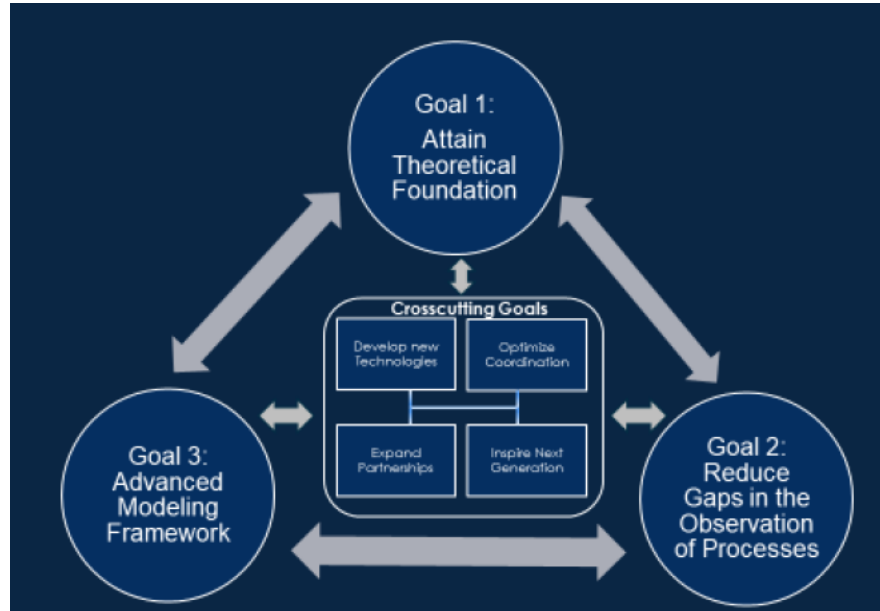 Goal 1:
Attain
Theoretical
Foundation
Crosscutting Goals
Develop new
Technologies
Optimize
Coordination
Expand
Partnerships
Inspire Next
Generation
Goal 3:
Advanced
Modeling
Framework
Goal 2:
Reduce
Gaps in the
Observation
of Processes